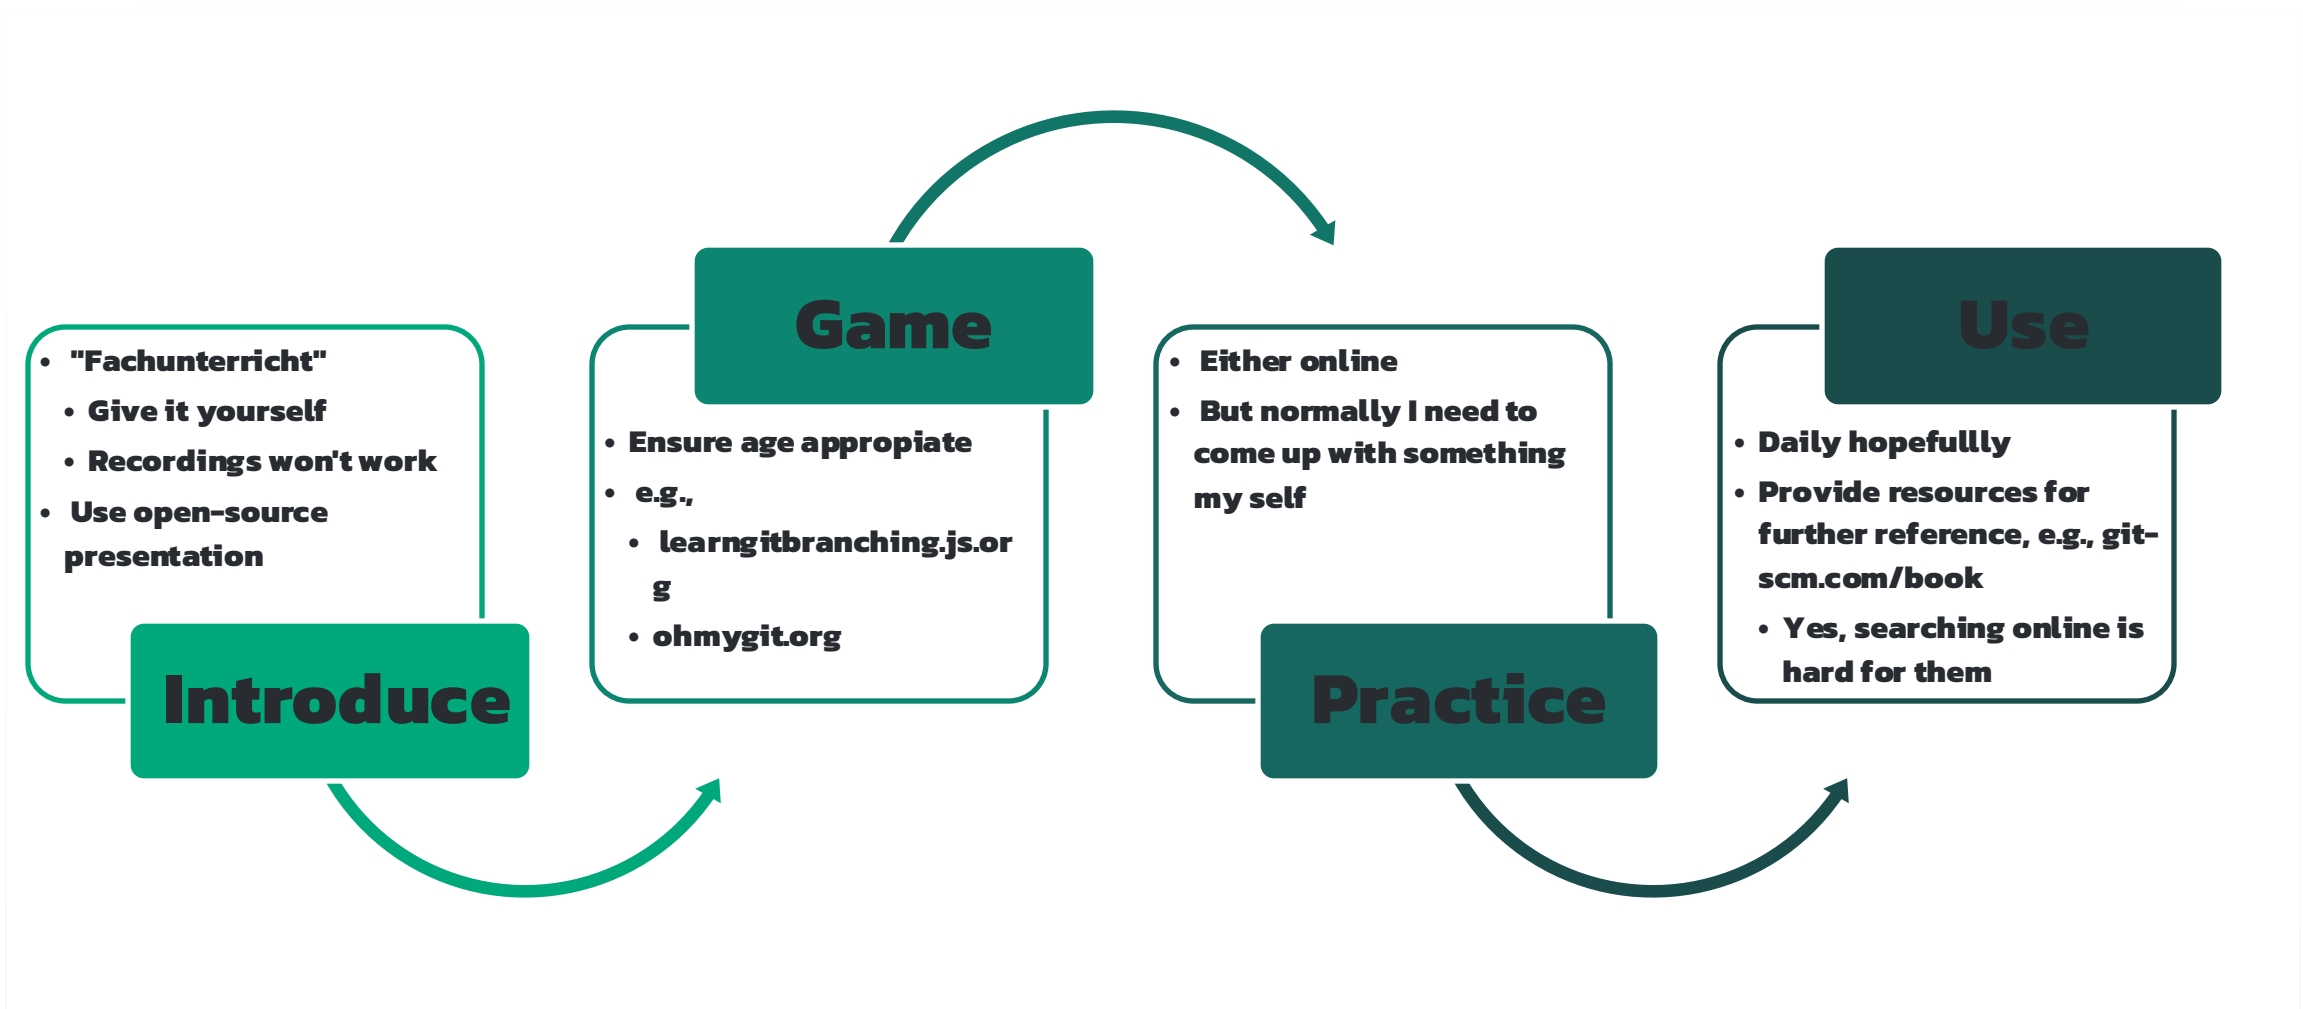 • "Fachunterricht"
• Give it yourself
• Recordings won't work
• Use open-source
presentation
Introduce
Game
• Ensure age appropiate
• e.g.,
• learngitbranching.js.or
g
• ohmygit.org
• Either online
• But normally I need to
come up with something
my self
Practice
Use
• Daily hopefullly
• Provide resources for
further reference, e.g., git-
scm.com/book
• Yes, searching online is
hard for them